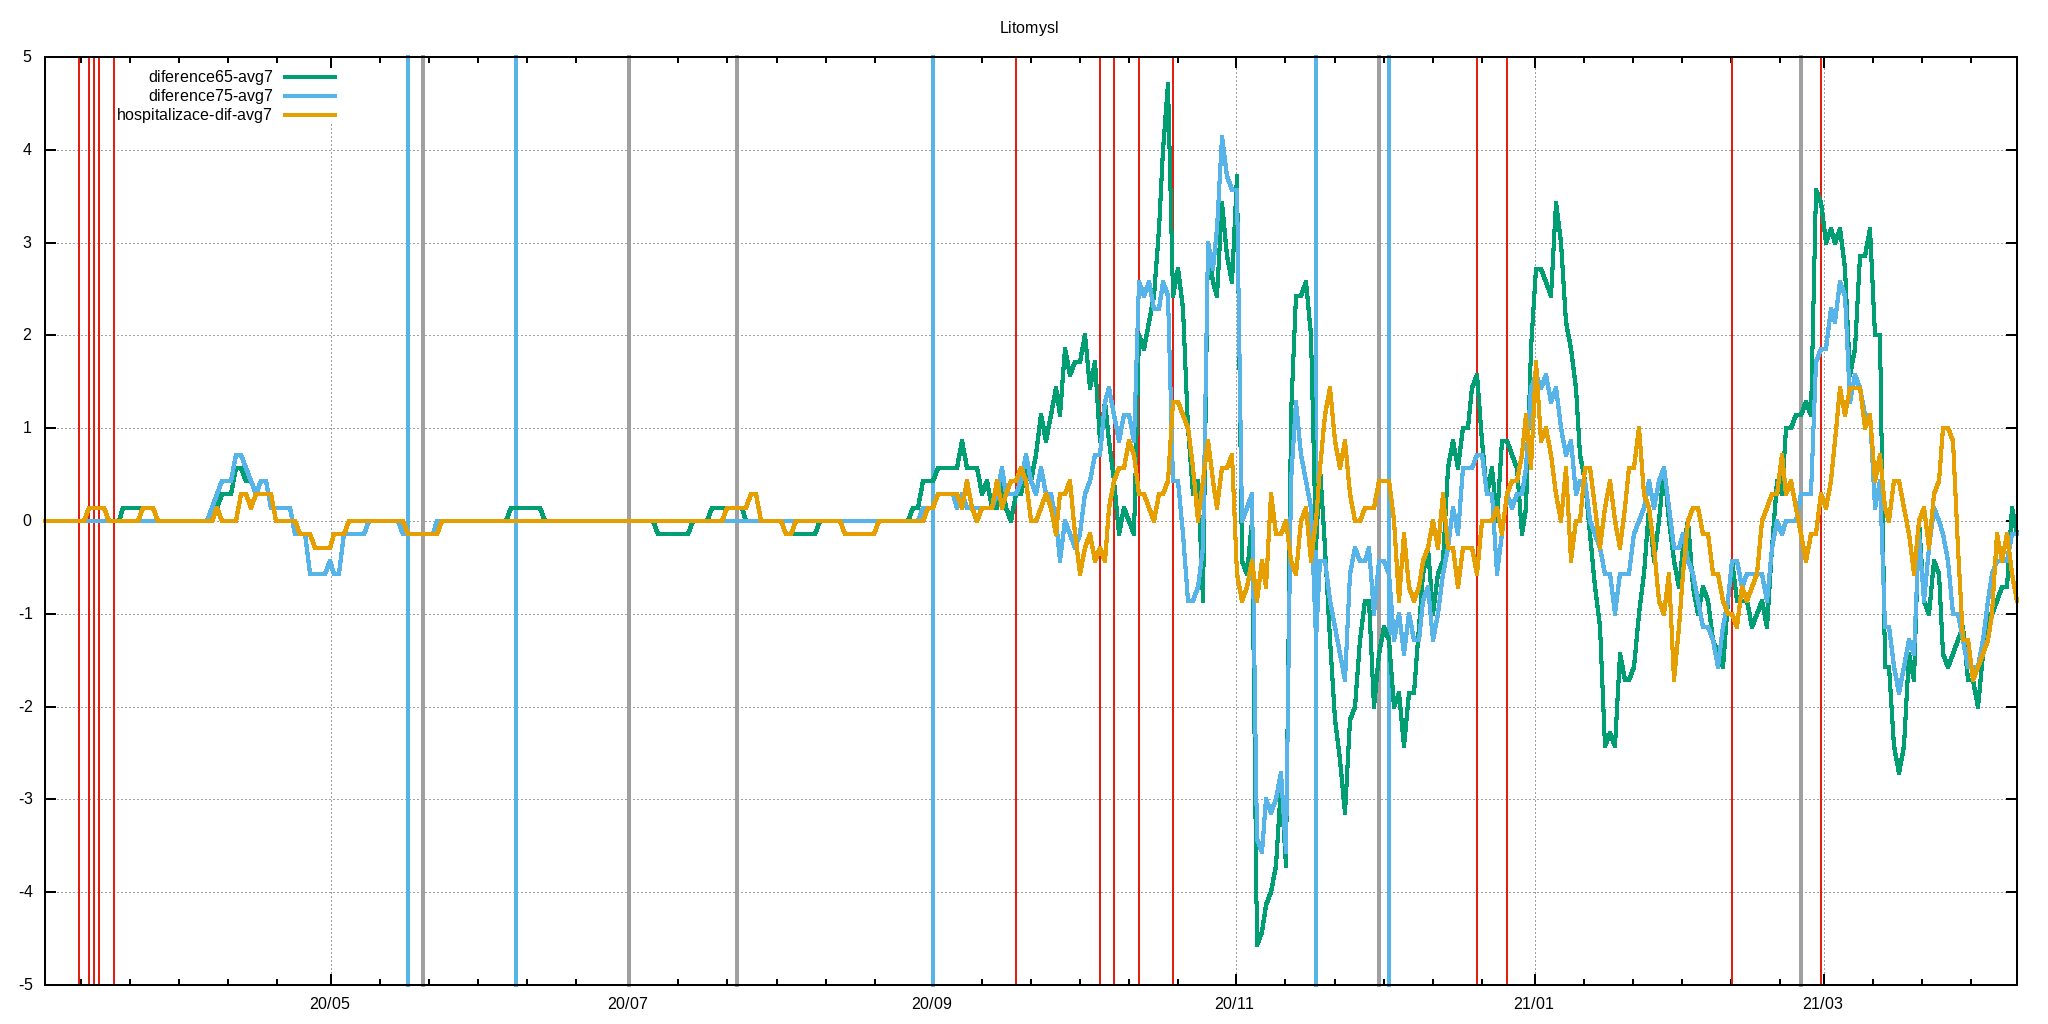 Litomysl
5
diference65-avg7
diference75-avg7
hospitalizace-dif-avg7
4
3
2
1
0
-1
-2
-3
-4
-5
20/05 20/07 20/09 20/11 21/01 21/03